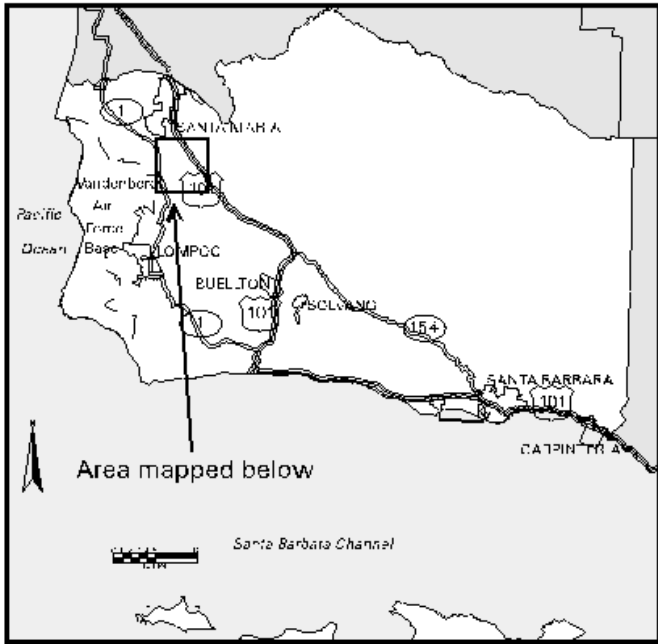 1
SANTA MARIA
Vandenberg
Air
Force
Base
101
Pacific
Ocean
LOMPOC
BUELLTON
SOLVANG
1
101
154
SANTA BARBARA
101
CARPINTERIA
Area mapped below
Santa Barbara Channel